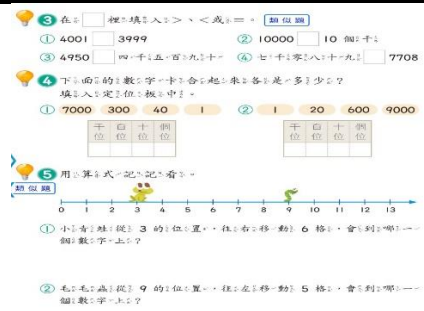 3 在 □ 裡填入＞、＜或＝。 類似題
① 4001 □ 3999 ② 10000 □ 10 個千
③ 4950 □ 四千五百九十 ④ 七千零八十九 □ 7708
4 下面的數字卡合起來各是多少？
填入定位板中。
① 7000 300 40 1 ② 1 20 600 9000
千位 百位 十位 個位 千位 百位 十位 個位
5 用算式記記看。
類似題
0 1 2 3 4 5 6 7 8 9 10 11 12 13
① 小青蛙從 3 的位置，往右移動 6 格，會到哪一
個數字上？
② 毛毛蟲從 9 的位置，往左移動 5 格，會到哪一
個數字上？